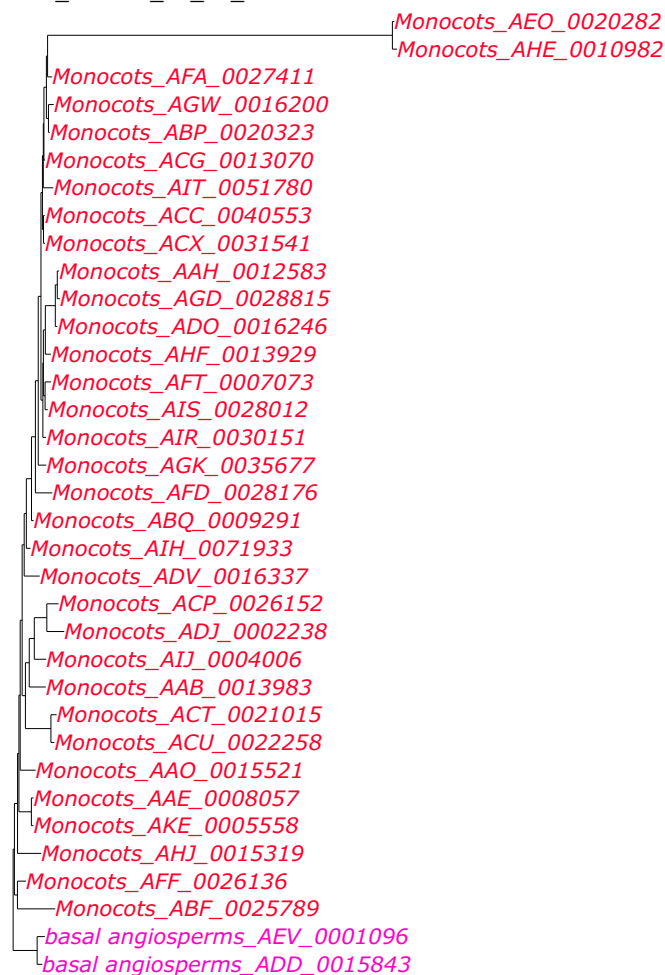 Monocots_AEO_0020282
Monocots_AHE_0010982
Monocots_AFA_0027411
Monocots_AGW_0016200
Monocots_ABP_0020323
Monocots_ACG_0013070
Monocots_AIT_0051780
Monocots_ACC_0040553
Monocots_ACX_0031541
Monocots_AAH_0012583
Monocots_AGD_0028815
Monocots_ADO_0016246
Monocots_AHF_0013929
Monocots_AFT_0007073
Monocots_AIS_0028012
Monocots_AIR_0030151
Monocots_AGK_0035677
Monocots_AFD_0028176
Monocots_ABQ_0009291
Monocots_AIH_0071933
Monocots_ADV_0016337
Monocots_ACP_0026152
Monocots_ADJ_0002238
Monocots_AIJ_0004006
Monocots_AAB_0013983
Monocots_ACT_0021015
Monocots_ACU_0022258
Monocots_AAO_0015521
Monocots_AAE_0008057
Monocots_AKE_0005558
Monocots_AHJ_0015319
Monocots_AFF_0026136
Monocots_ABF_0025789
basal angiosperms_AEV_0001096
basal angiosperms_ADD_0015843